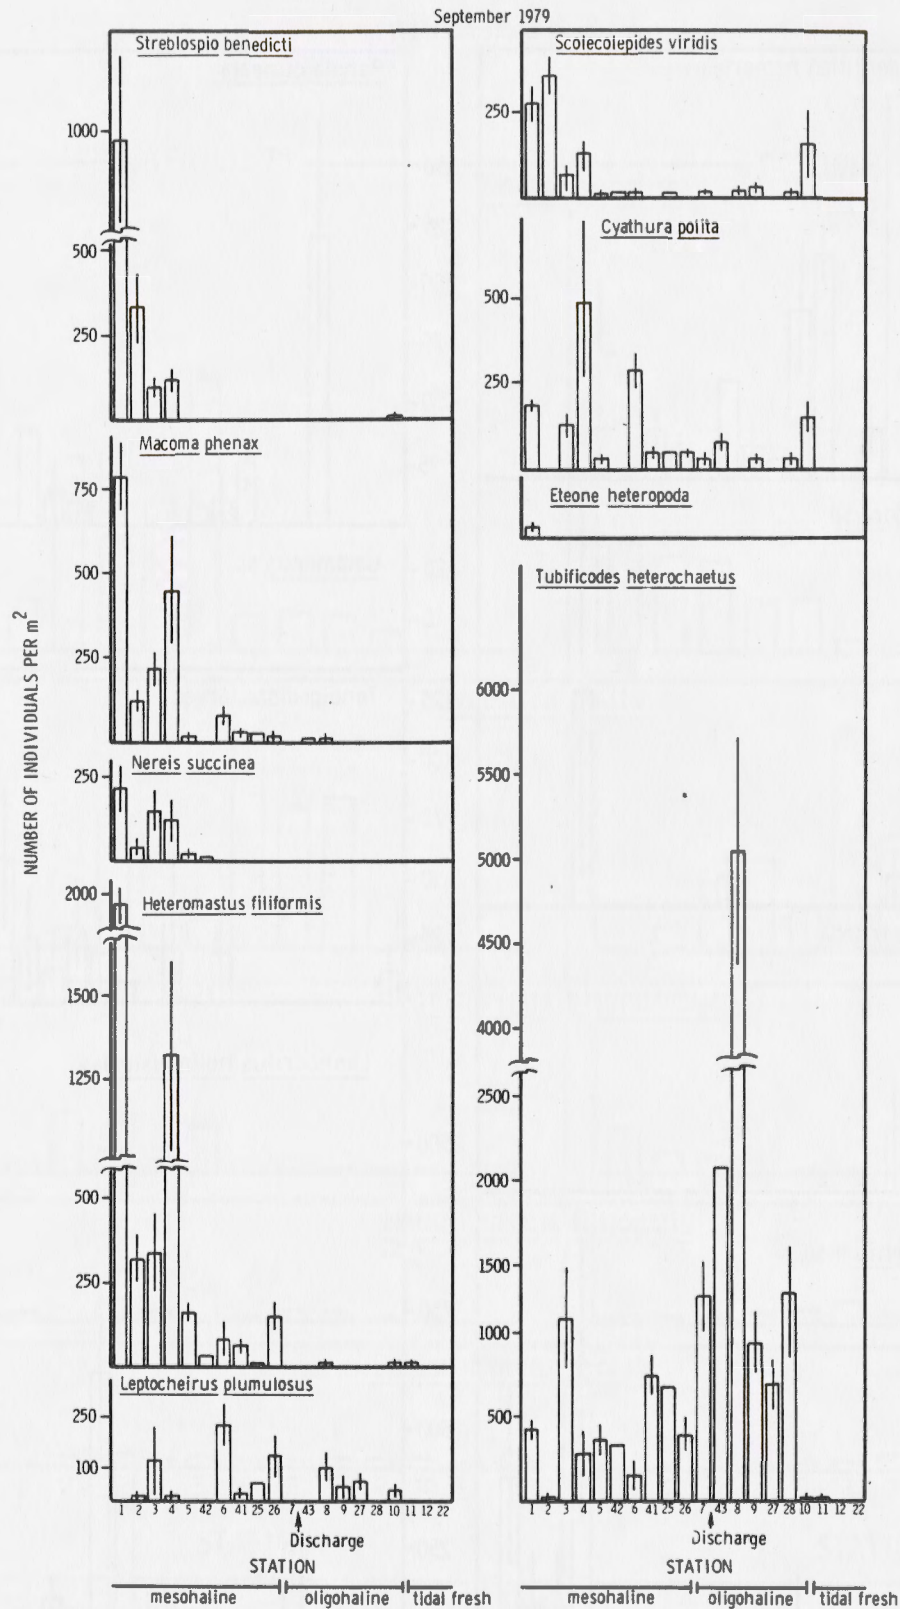 September 1979
Streblospio benedicti
1000
500
250
Macoma phenax
750
500
250
Nereis succinea
250
Heteromastus filiformis
2000
1500
1250
500
250
Leptocheirus plumulosus
250
100
1 2 3 4 5 42 6 41 25 26 7 43 8 9 27 28 10 11 12 22
Discharge
STATION
mesohaline oligohaline tidal fresh
NUMBER OF INDIVIDUALS PER m²
Scolecolepides viridis
250
Cyathura polita
500
250
Eteone heteropoda
Tubificodes heterochaetus
6000
5500
5000
4500
4000
2500
2000
1500
1000
500
1 2 3 4 5 42 6 41 25 26 7 43 8 9 27 28 10 11 12 22
Discharge
STATION
mesohaline oligohaline tidal fresh